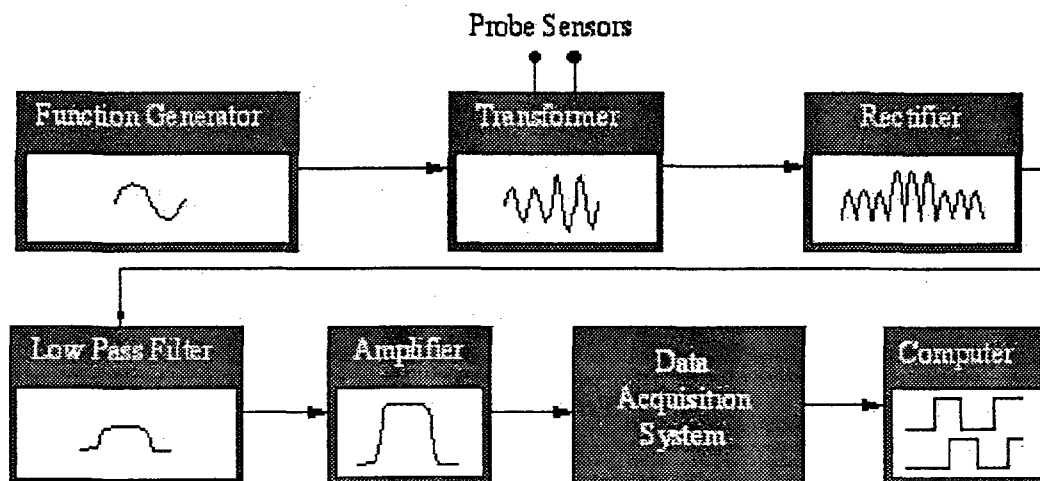 Probe Sensors
Function Generator
Transformer
Rectifier
Low Pass Filter
Amplifier
Data
Acquisition
System
Computer